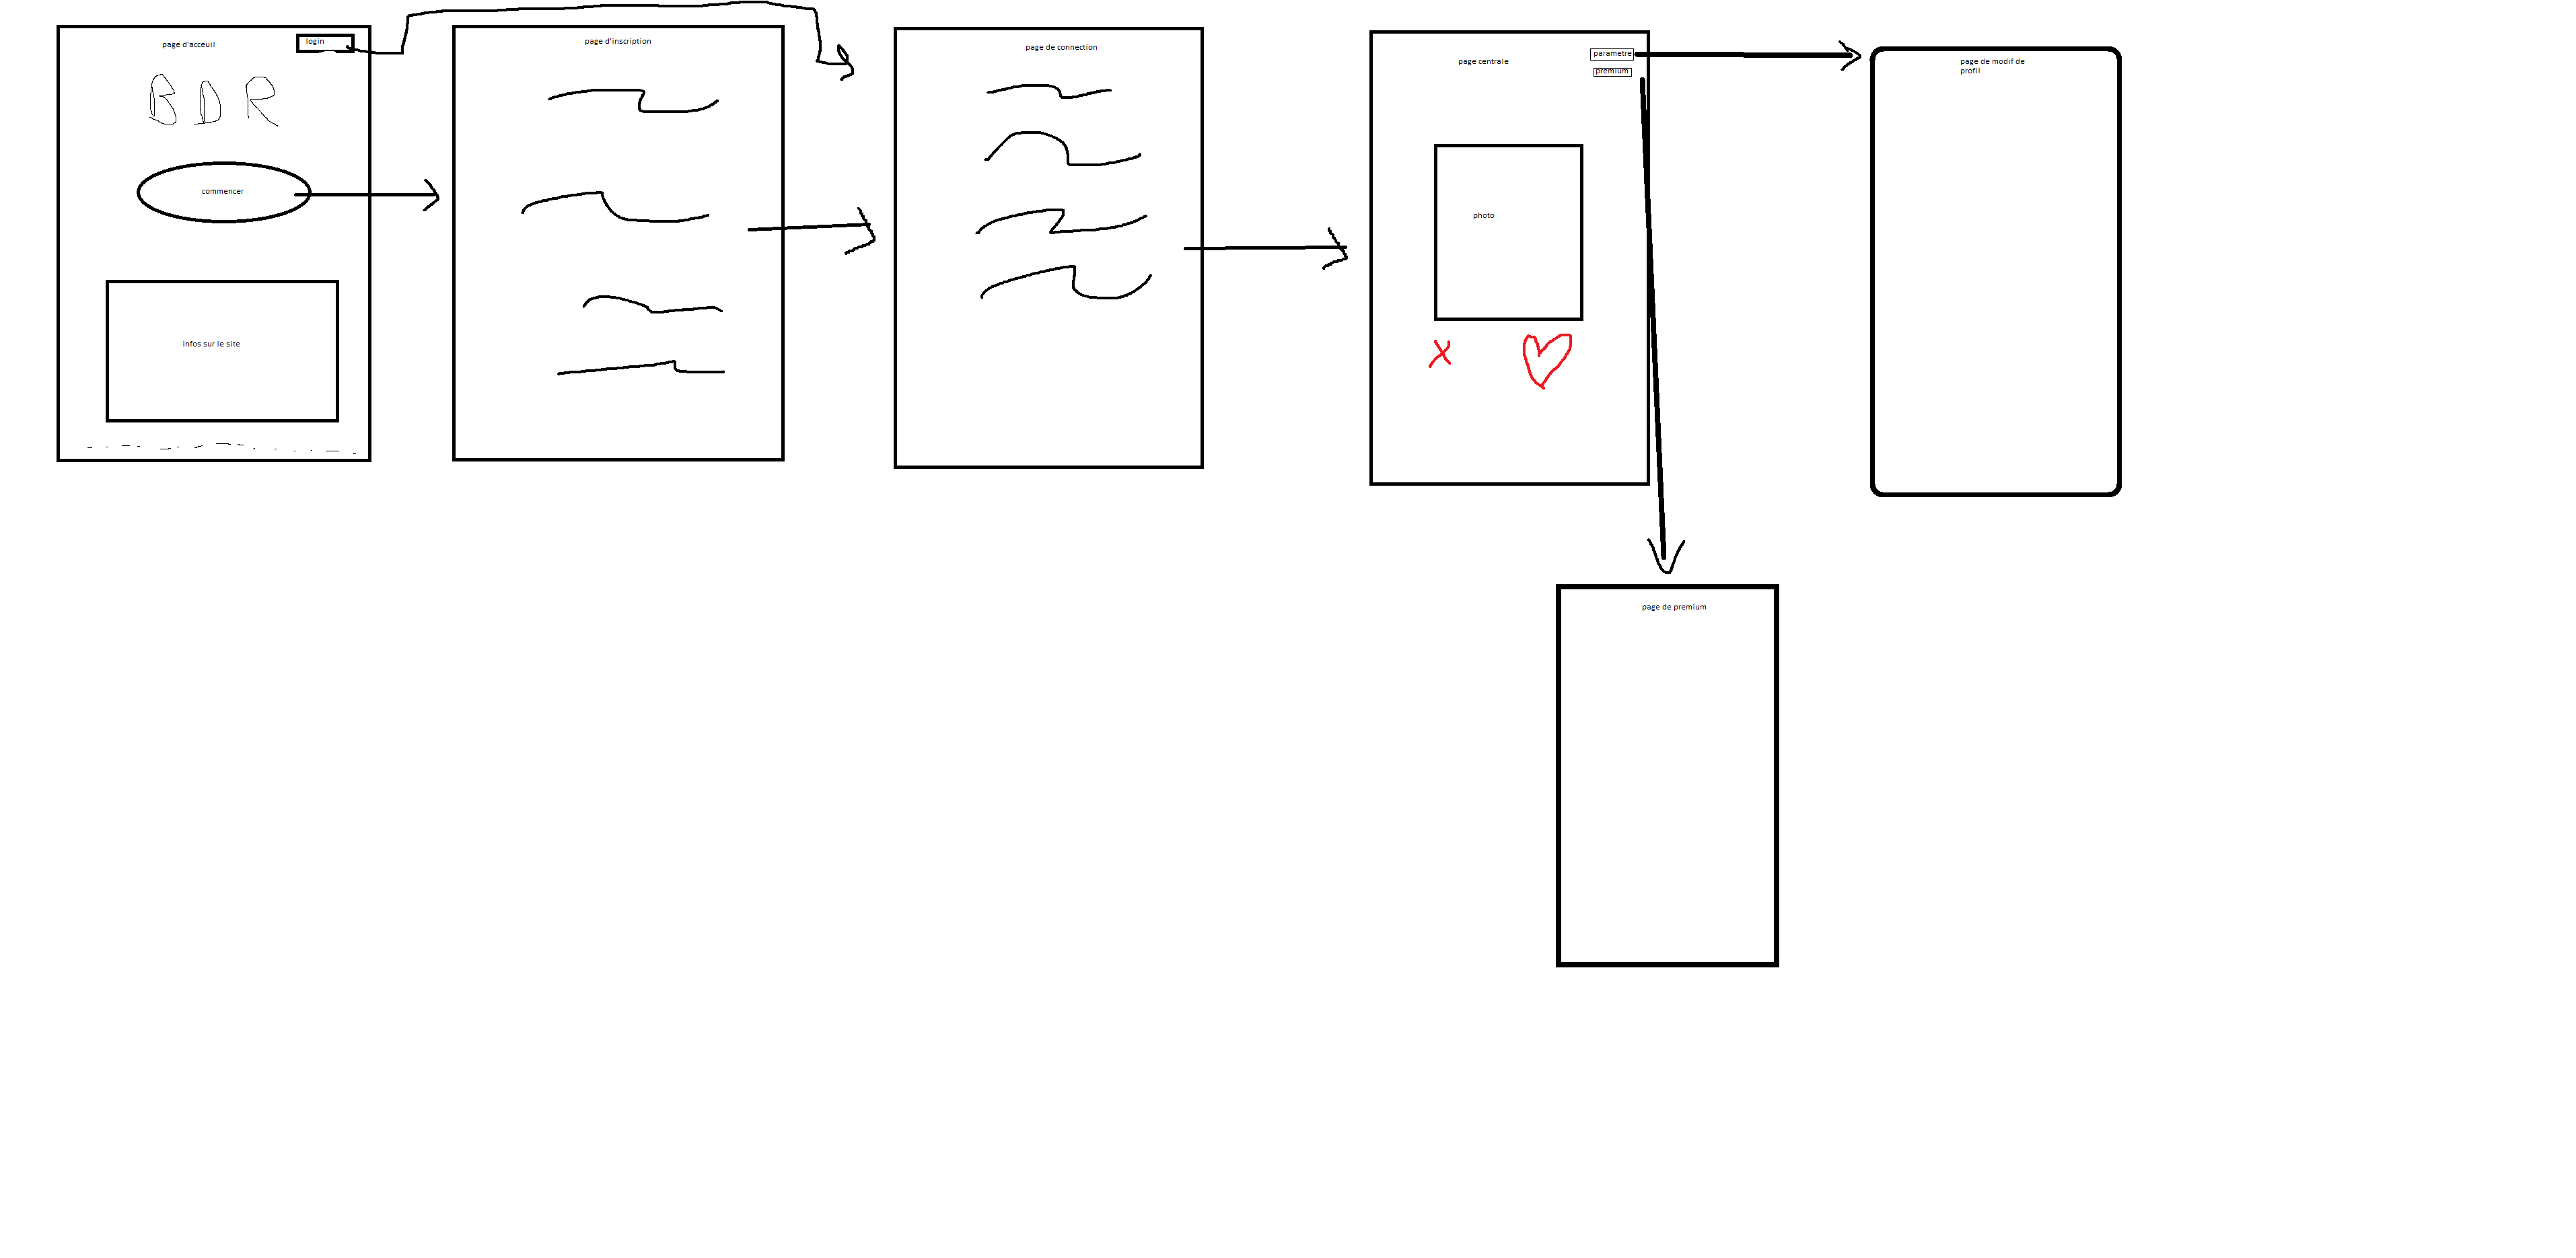 page d'acceuil
login
BDR
commencer
infos sur le site
page d'inscription
page de connection
page centrale
parametre
premium
photo
X
page de modif de
profil
page de premium